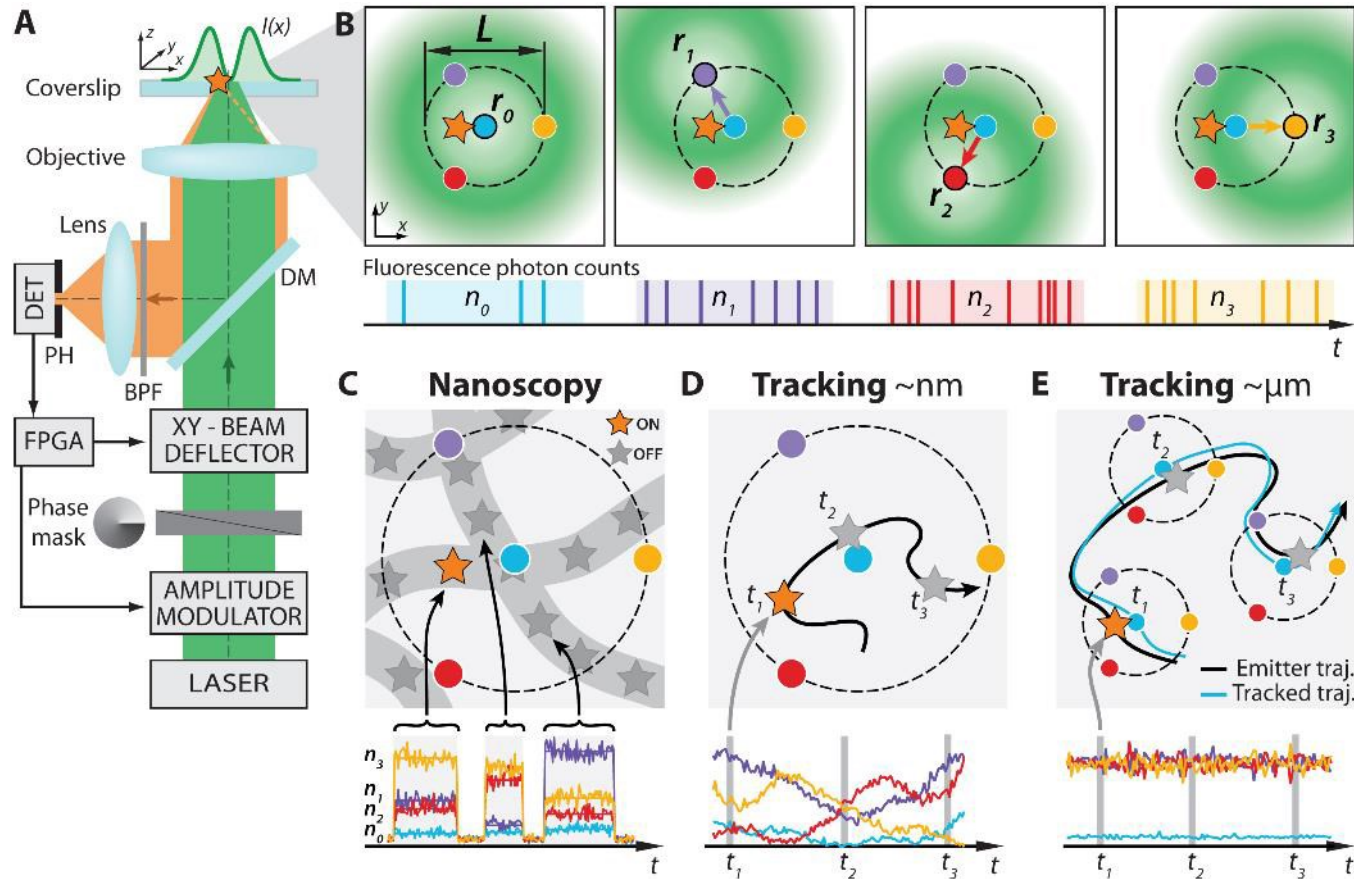 A
z
y
x
I(x)
Coverslip
Objective
Lens
DM
DET
PH
BPF
FPGA
XY - BEAM
DEFLECTOR
Phase
mask
AMPLITUDE
MODULATOR
LASER
B
L
r0
y
x
r1
r2
r3
Fluorescence photon counts
n0
n1
n2
n3
t
C Nanoscopy
ON
OFF
n3
n1
n2
n0
t
D Tracking ~nm
t2
t1
t3
t1
t2
t3
t
E Tracking ~μm
t2
t1
t3
Emitter traj.
Tracked traj.
t1
t2
t3
t